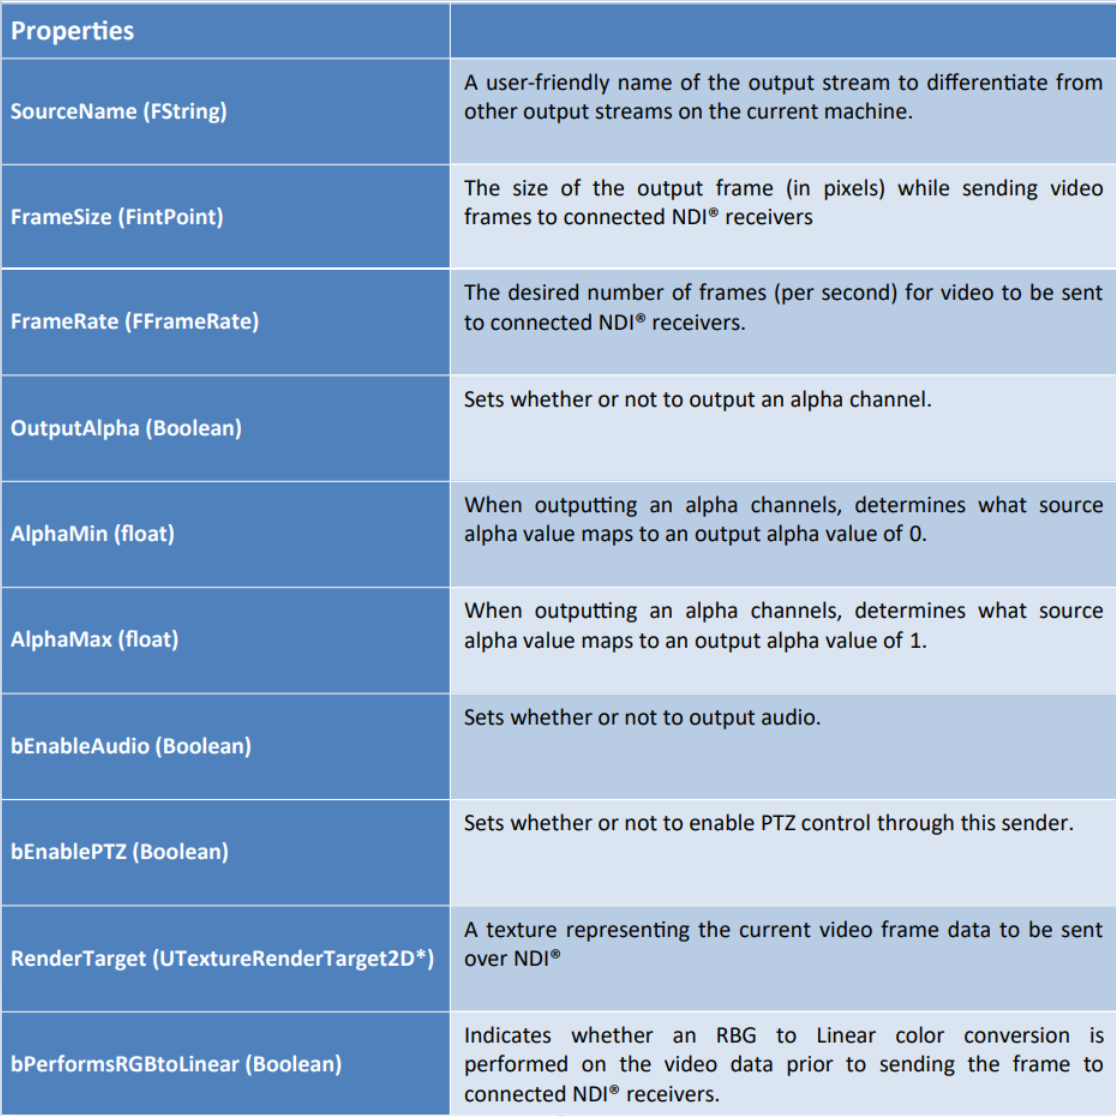 Properties
SourceName (FString)
A user-friendly name of the output stream to differentiate from
other output streams on the current machine.
FrameSize (FintPoint)
The size of the output frame (in pixels) while sending video
frames to connected NDI® receivers
FrameRate (FFrameRate)
The desired number of frames (per second) for video to be sent
to connected NDI® receivers.
OutputAlpha (Boolean)
Sets whether or not to output an alpha channel.
AlphaMin (float)
When outputting an alpha channels, determines what source
alpha value maps to an output alpha value of 0.
AlphaMax (float)
When outputting an alpha channels, determines what source
alpha value maps to an output alpha value of 1.
bEnableAudio (Boolean)
Sets whether or not to output audio.
bEnablePTZ (Boolean)
Sets whether or not to enable PTZ control through this sender.
RenderTarget (UTextureRenderTarget2D*)
A texture representing the current video frame data to be sent
over NDI®
bPerformsRGBtoLinear (Boolean)
Indicates whether an RBG to Linear color conversion is
performed on the video data prior to sending the frame to
connected NDI® receivers.